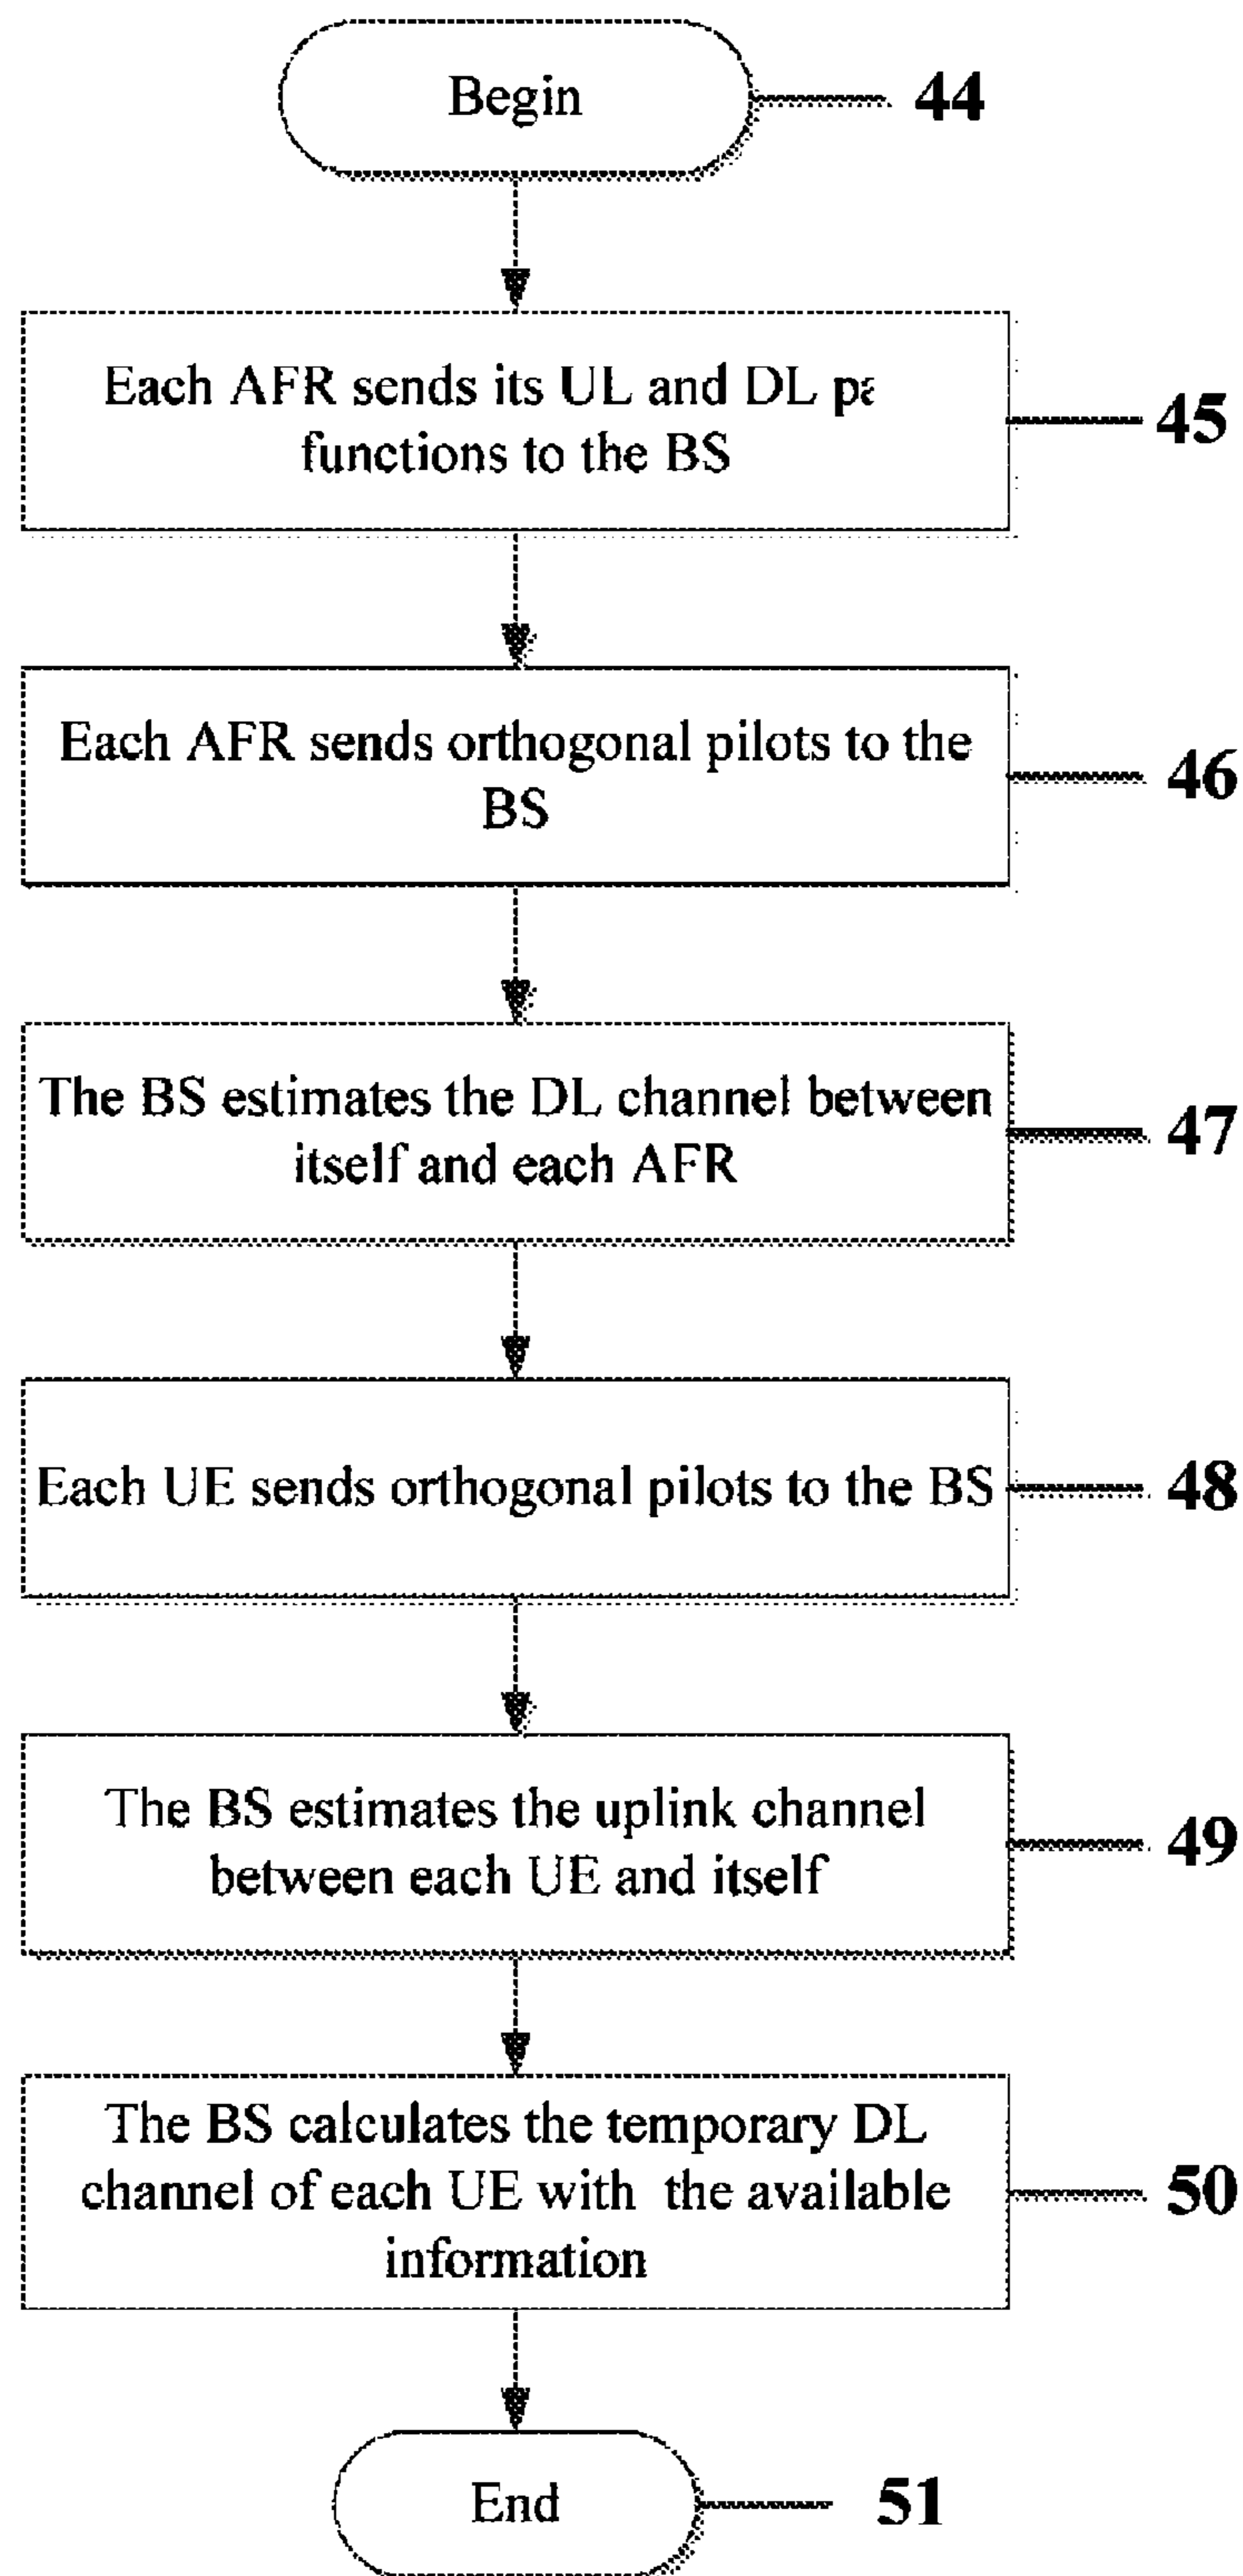 Begin
44
Each AFR sends its UL and DL
functions to the BS
45
Each AFR sends orthogonal pilots to the
BS
46
The BS estimates the DL channel between
itself and each AFR
47
Each UE sends orthogonal pilots to the BS
48
The BS estimates the uplink channel
between each UE and itself
49
The BS calculates the temporary DL
channel of each UE with the available
information
50
End
51